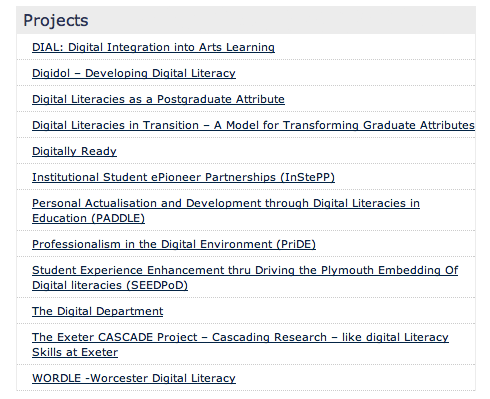 Projects
DIAL: Digital Integration into Arts Learning
Digidol – Developing Digital Literacy
Digital Literacies as a Postgraduate Attribute
Digital Literacies in Transition – A Model for Transforming Graduate Attributes
Digitally Ready
Institutional Student ePioneer Partnerships (InStePP)
Personal Actualisation and Development through Digital Literacies in
Education (PADDLE)
Professionalism in the Digital Environment (PriDE)
Student Experience Enhancement thru Driving the Plymouth Embedding Of
Digital literacies (SEEDPoD)
The Digital Department
The Exeter CASCADE Project – Cascading Research – like digital Literacy
Skills at Exeter
WORDLE -Worcester Digital Literacy